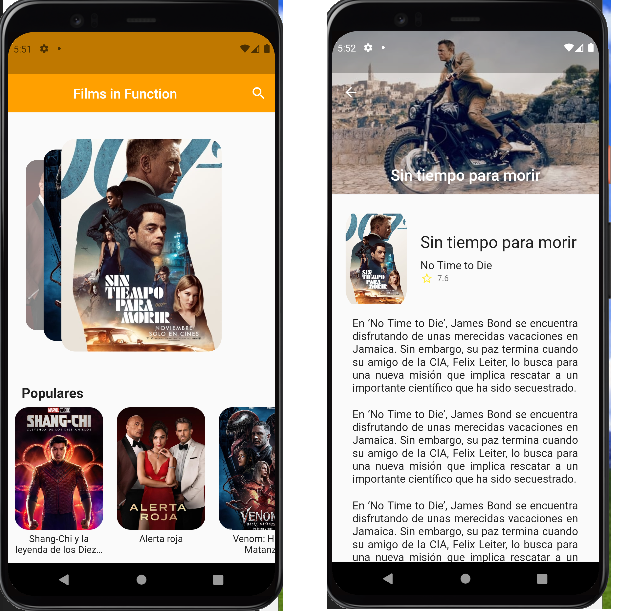 5:51
Films in Function
007
SIN
TIEMPO
PARA
MORIR
NOVIEMBRE
SOLO EN CINES
Populares
MARVEL STUDIOS
SHANG-CHI
ALERTA
ROJA
VENOM
Shang-Chi y la
leyenda de los Diez...
Alerta roja
Venom: H
Matanz
5:52
Sin tiempo para morir
007
SIN
TIEMPO
PARA
MORIR
Sin tiempo para morir
No Time to Die
7.6
En ‘No Time to Die’, James Bond se encuentra
disfrutando de unas merecidas vacaciones en
Jamaica. Sin embargo, su paz termina cuando
su amigo de la CIA, Felix Leiter, lo busca para
una nueva misión que implica rescatar a un
importante científico que ha sido secuestrado.
En ‘No Time to Die’, James Bond se encuentra
disfrutando de unas merecidas vacaciones en
Jamaica. Sin embargo, su paz termina cuando
su amigo de la CIA, Felix Leiter, lo busca para
una nueva misión que implica rescatar a un
importante científico que ha sido secuestrado.
En ‘No Time to Die’, James Bond se encuentra
disfrutando de unas merecidas vacaciones en
Jamaica. Sin embargo, su paz termina cuando
su amigo de la CIA, Felix Leiter, lo busca para
una nueva misión que implica rescatar a un